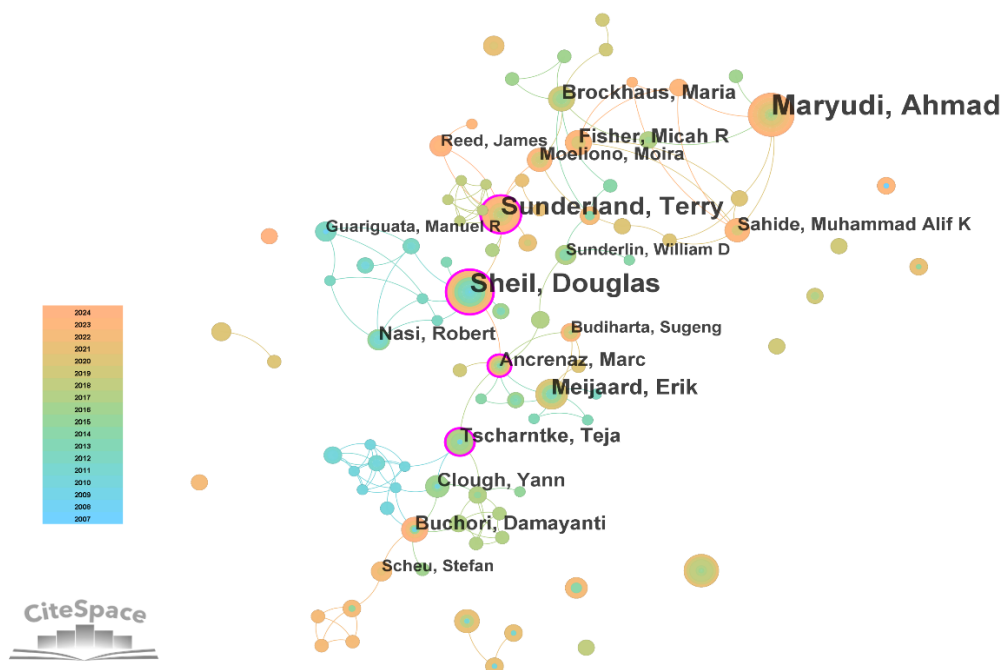 Brockhaus, Maria
Maryudi, Ahmad
Reed, James
Fisher, Micah R
Moeliono, Moira
Sunderland, Terry
Guariguata, Manuel R
Sahide, Muhammad Alif K
Sunderlin, William D
Sheil, Douglas
Nasi, Robert
Budiharta, Sugeng
Ancrenaz, Marc
Meijaard, Erik
Tscharntke, Teja
Clough, Yann
Buchori, Damayanti
Scheu, Stefan
2024
2023
2022
2021
2020
2019
2018
2017
2016
2015
2014
2013
2012
2011
2010
2009
2008
2007
CiteSpace